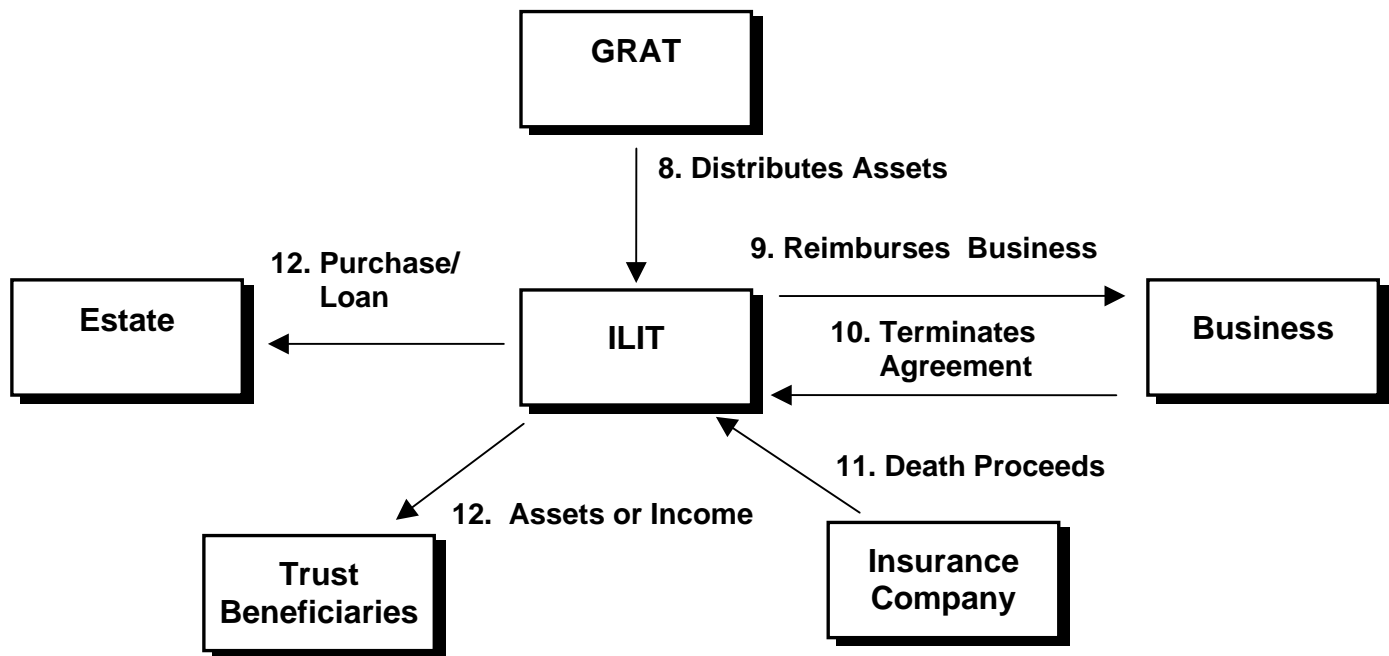 GRAT
8. Distributes Assets
9. Reimburses Business
12. Purchase/
Loan
Estate
ILIT
10. Terminates
Agreement
Business
11. Death Proceeds
12. Assets or Income
Trust
Beneficiaries
Insurance
Company